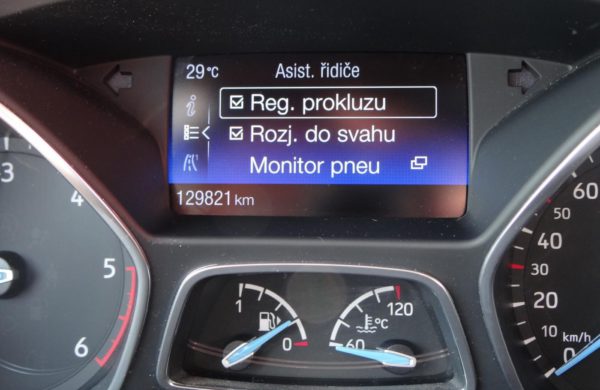 29°C Asist. řidiče
Reg. prokluzu
Rozj. do svahu
Monitor pneu
129821 km
3
4
5
6
1
0
60
°C
120
60
50
40
30
20
10
km/h
0